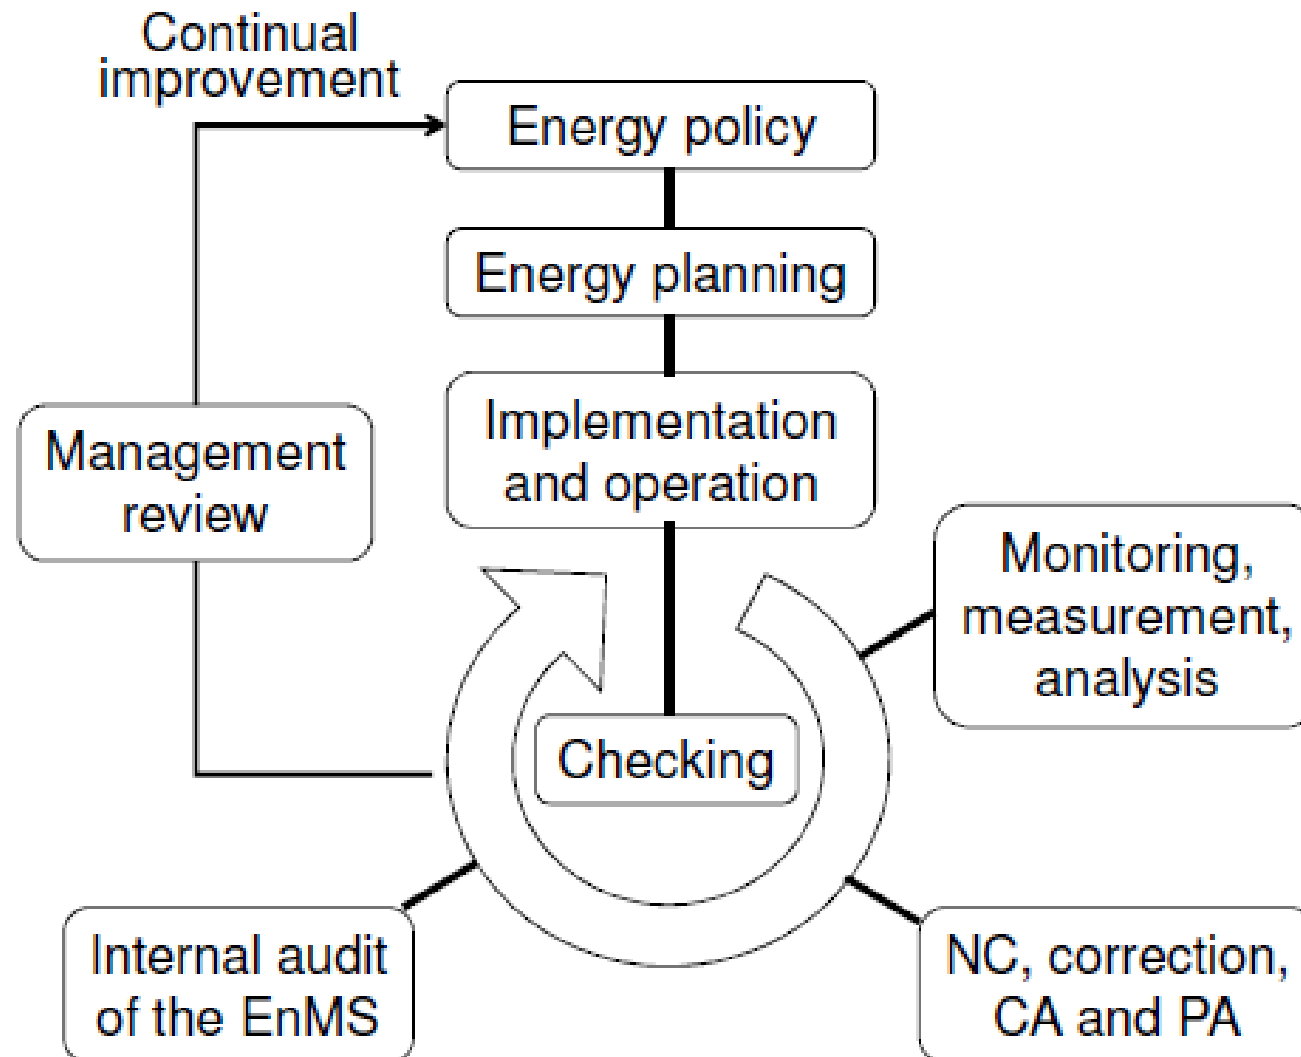 Continual
improvement
Energy policy
Energy planning
Implementation
and operation
Management
review
Monitoring,
measurement,
analysis
Checking
Internal audit
of the EnMS
NC, correction,
CA and PA